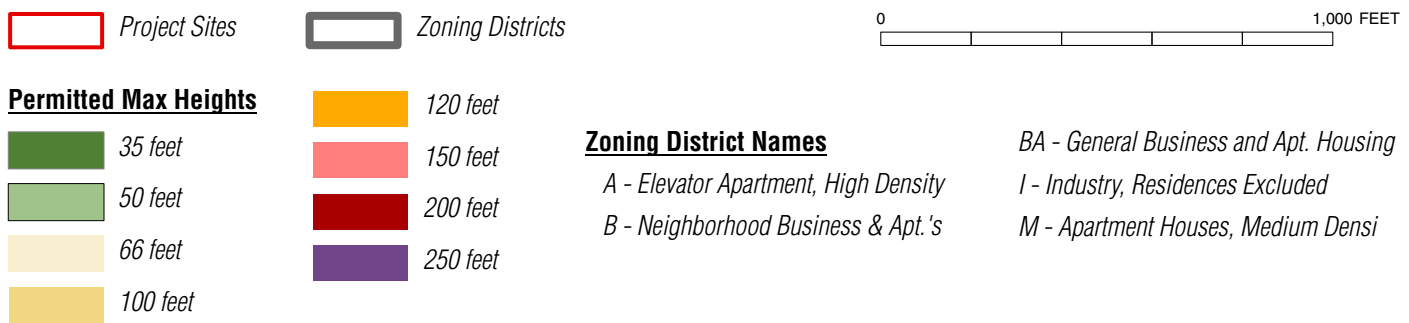 Project Sites
Zoning Districts
0
1,000 FEET
Permitted Max Heights
35 feet
50 feet
66 feet
100 feet
120 feet
150 feet
200 feet
250 feet
Zoning District Names
A - Elevator Apartment, High Density
B - Neighborhood Business & Apt.'s
BA - General Business and Apt. Housing
I - Industry, Residences Excluded
M - Apartment Houses, Medium Densi